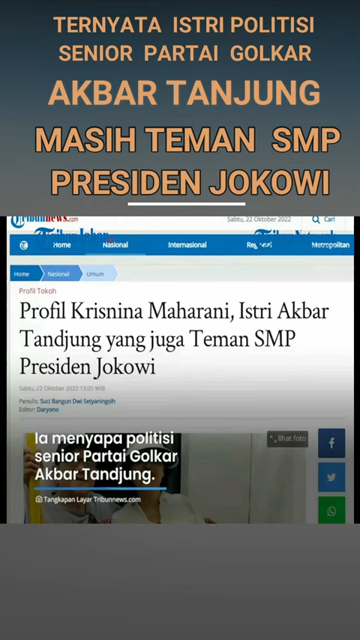 TERNYATA ISTRI POLITISI
SENIOR PARTAI GOLKAR
AKBAR TANJUNG
MASIH TEMAN SMP
PRESIDEN JOKOWI
Tribunnews.com
Sabtu, 22 Oktober 2022
Cari
Home
Nasional
Internasional
Metropolitan
Home
Nasional
Umum
Profil Tokoh
Profil Krisnina Maharani, Istri Akbar
Tandjung yang juga Teman SMP
Presiden Jokowi
Sabtu, 22 Oktober 2022 13:05 WIB
Penulis: Suci Bangun Dwi Setyaningsih
Editor: Daryono
Ia menyapa politisi
senior Partai Golkar
Akbar Tandjung.
lihat foto
Tangkapan Layar Tribunnews.com